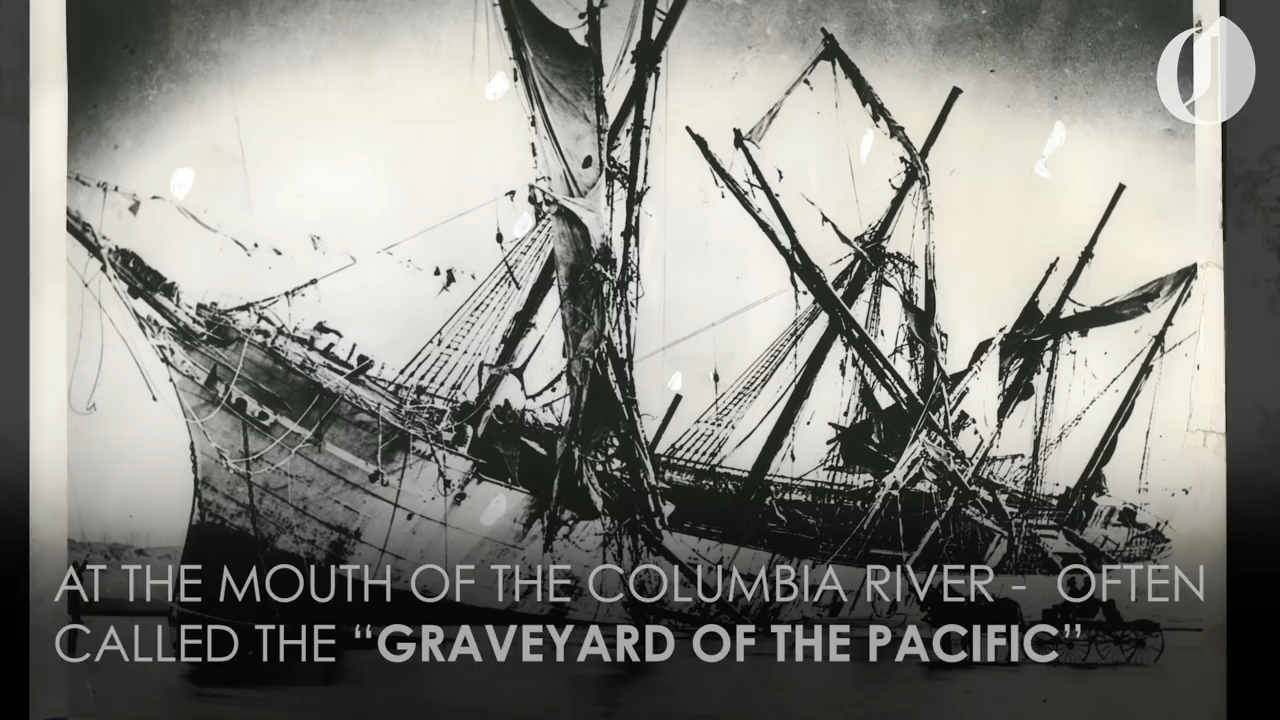 AT THE MOUTH OF THE COLUMBIA RIVER - OFTEN
CALLED THE “GRAVEYARD OF THE PACIFIC”